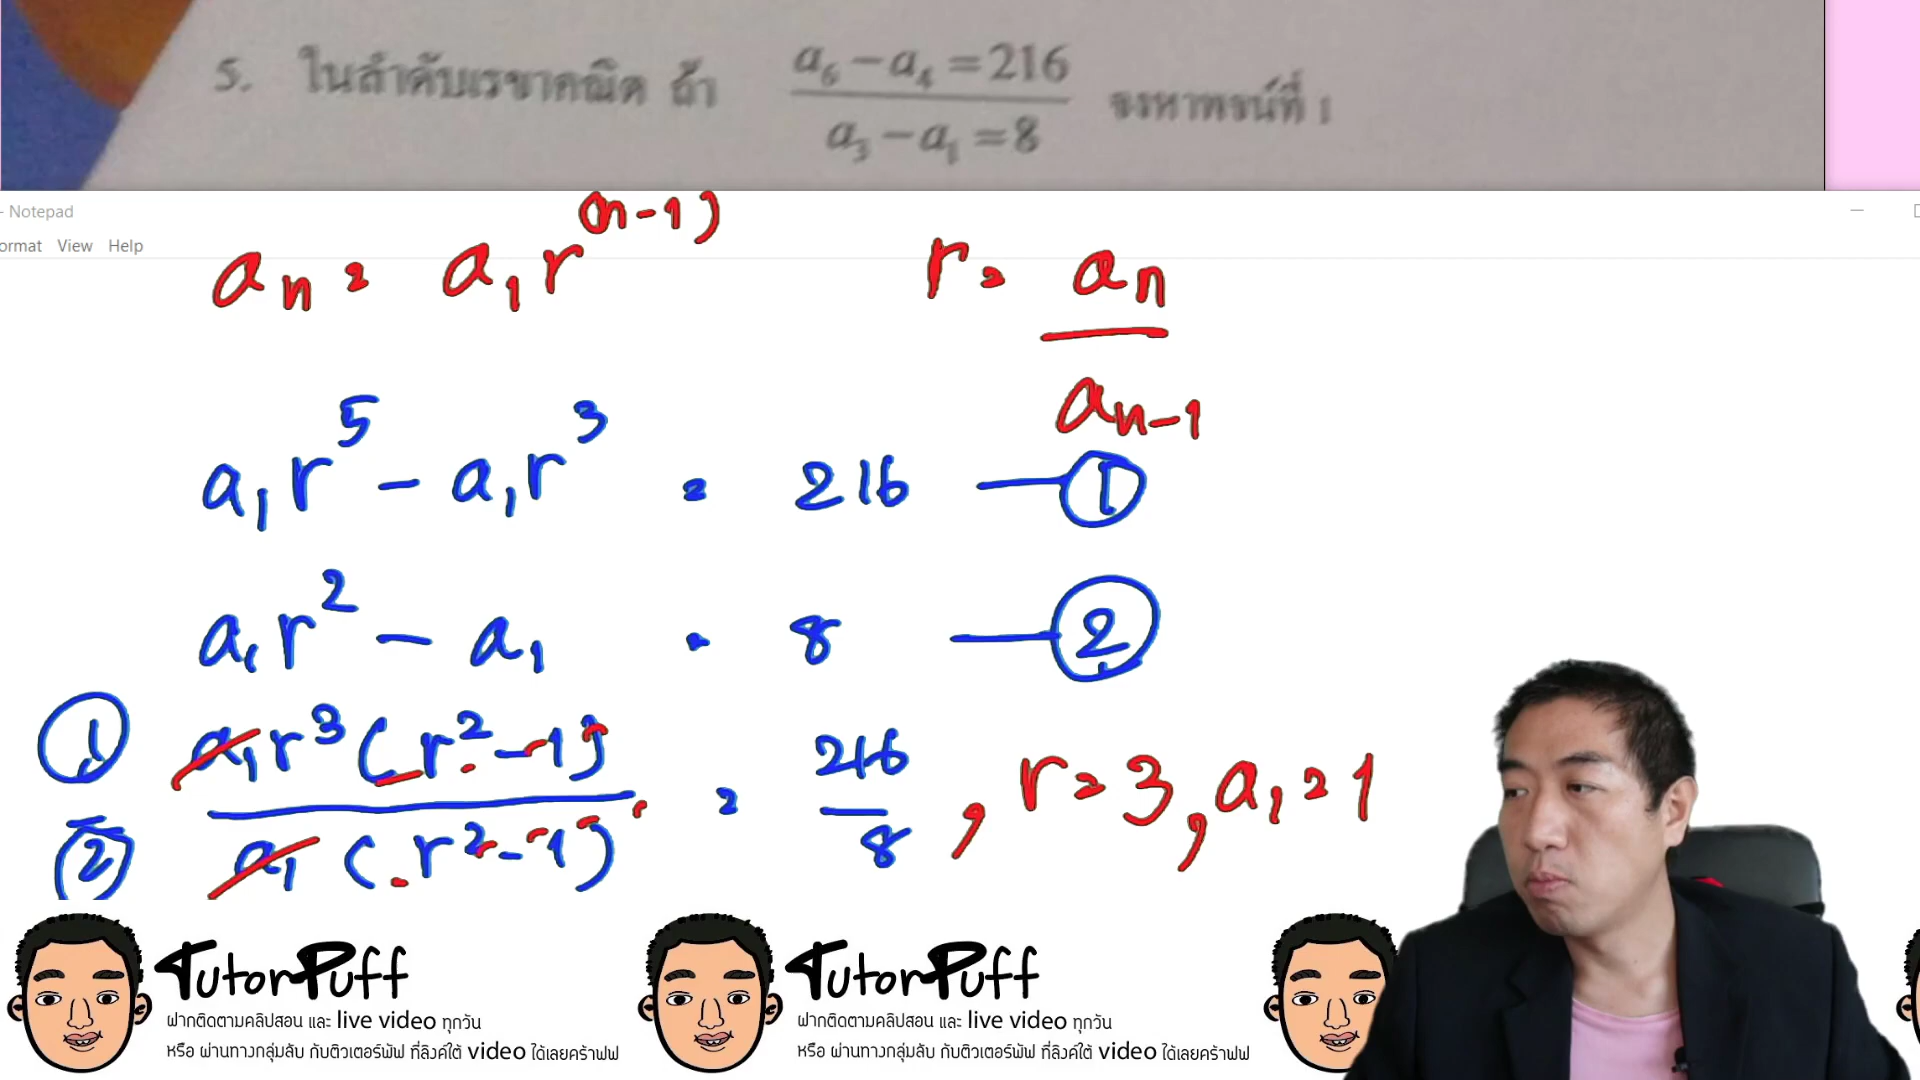 5. ในลำดับเรขาคณิต ถ้า a₆ − a₄ = 216 จงหาพจน์ที่ 1
a₃ − a₁ = 8
- Notepad
ormat View Help
aₙ = a₁r⁽ⁿ⁻¹⁾ r = aₙ
aₙ₋₁
a₁r⁵ − a₁r³ = 216 — ①
a₁r² − a₁ = 8 — ②
① a₁r³(r²−1) = 216 , r = 3, a₁ = 1
② a₁(r²−1) 8
TutorPuff TutorPuff
ฝากติดตามคลิปสอน และ live video ทุกวัน ฝากติดตามคลิปสอน และ live video ทุกวัน
หรือ ผ่านทางกลุ่มลับ กับติวเตอร์พัฟ ที่ลิงค์ใต้ video ได้เลยคร้าฟฟ หรือ ผ่านทางกลุ่มลับ กับติวเตอร์พัฟ ที่ลิงค์ใต้ video ได้เลยคร้าฟฟ